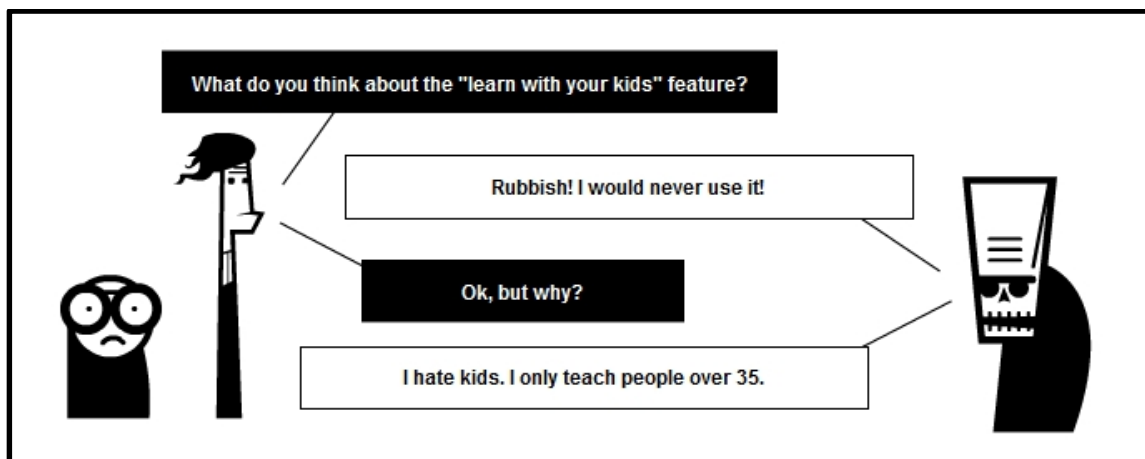 What do you think about the "learn with your kids" feature?
Rubbish! I would never use it!
Ok, but why?
I hate kids. I only teach people over 35.